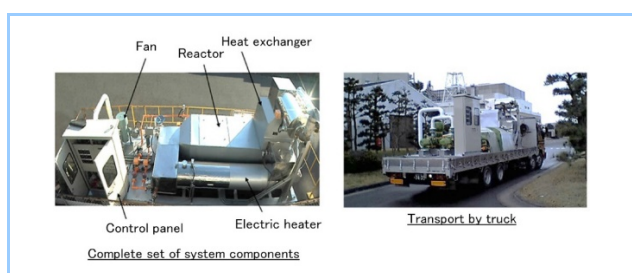 Heat exchanger
Fan
Reactor
Control panel
Electric heater
Complete set of system components
Transport by truck